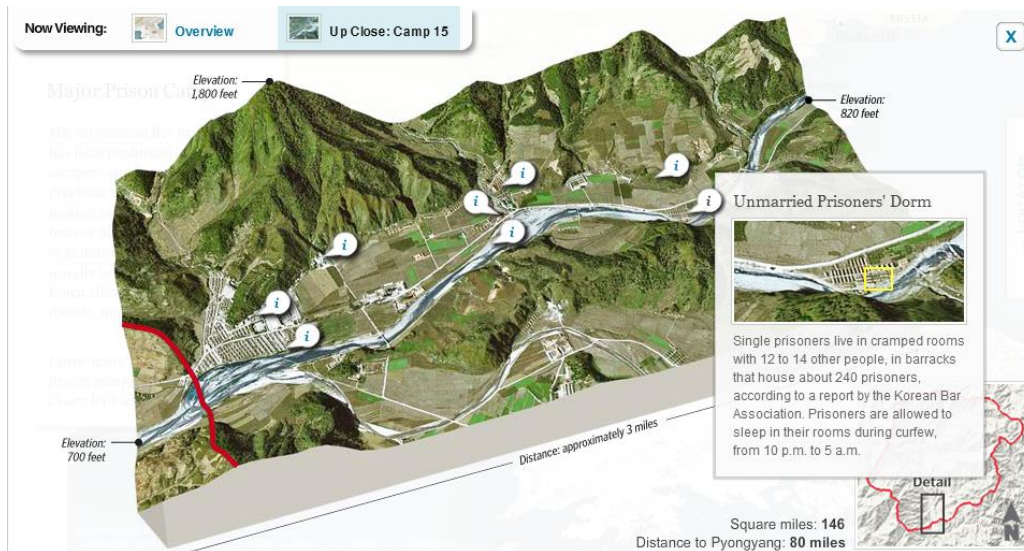 Now Viewing:
Overview
Up Close: Camp 15
X
Elevation:
1,800 feet
Elevation:
820 feet
Major Prison Ca
i
i
i
i
i
i
i
i
i
Unmarried Prisoners' Dorm
Single prisoners live in cramped rooms
with 12 to 14 other people, in barracks
that house about 240 prisoners,
according to a report by the Korean Bar
Association. Prisoners are allowed to
sleep in their rooms during curfew,
from 10 p.m. to 5 a.m.
Elevation:
700 feet
Distance: approximately 3 miles
Detail
N
Square miles: 146
Distance to Pyongyang: 80 miles